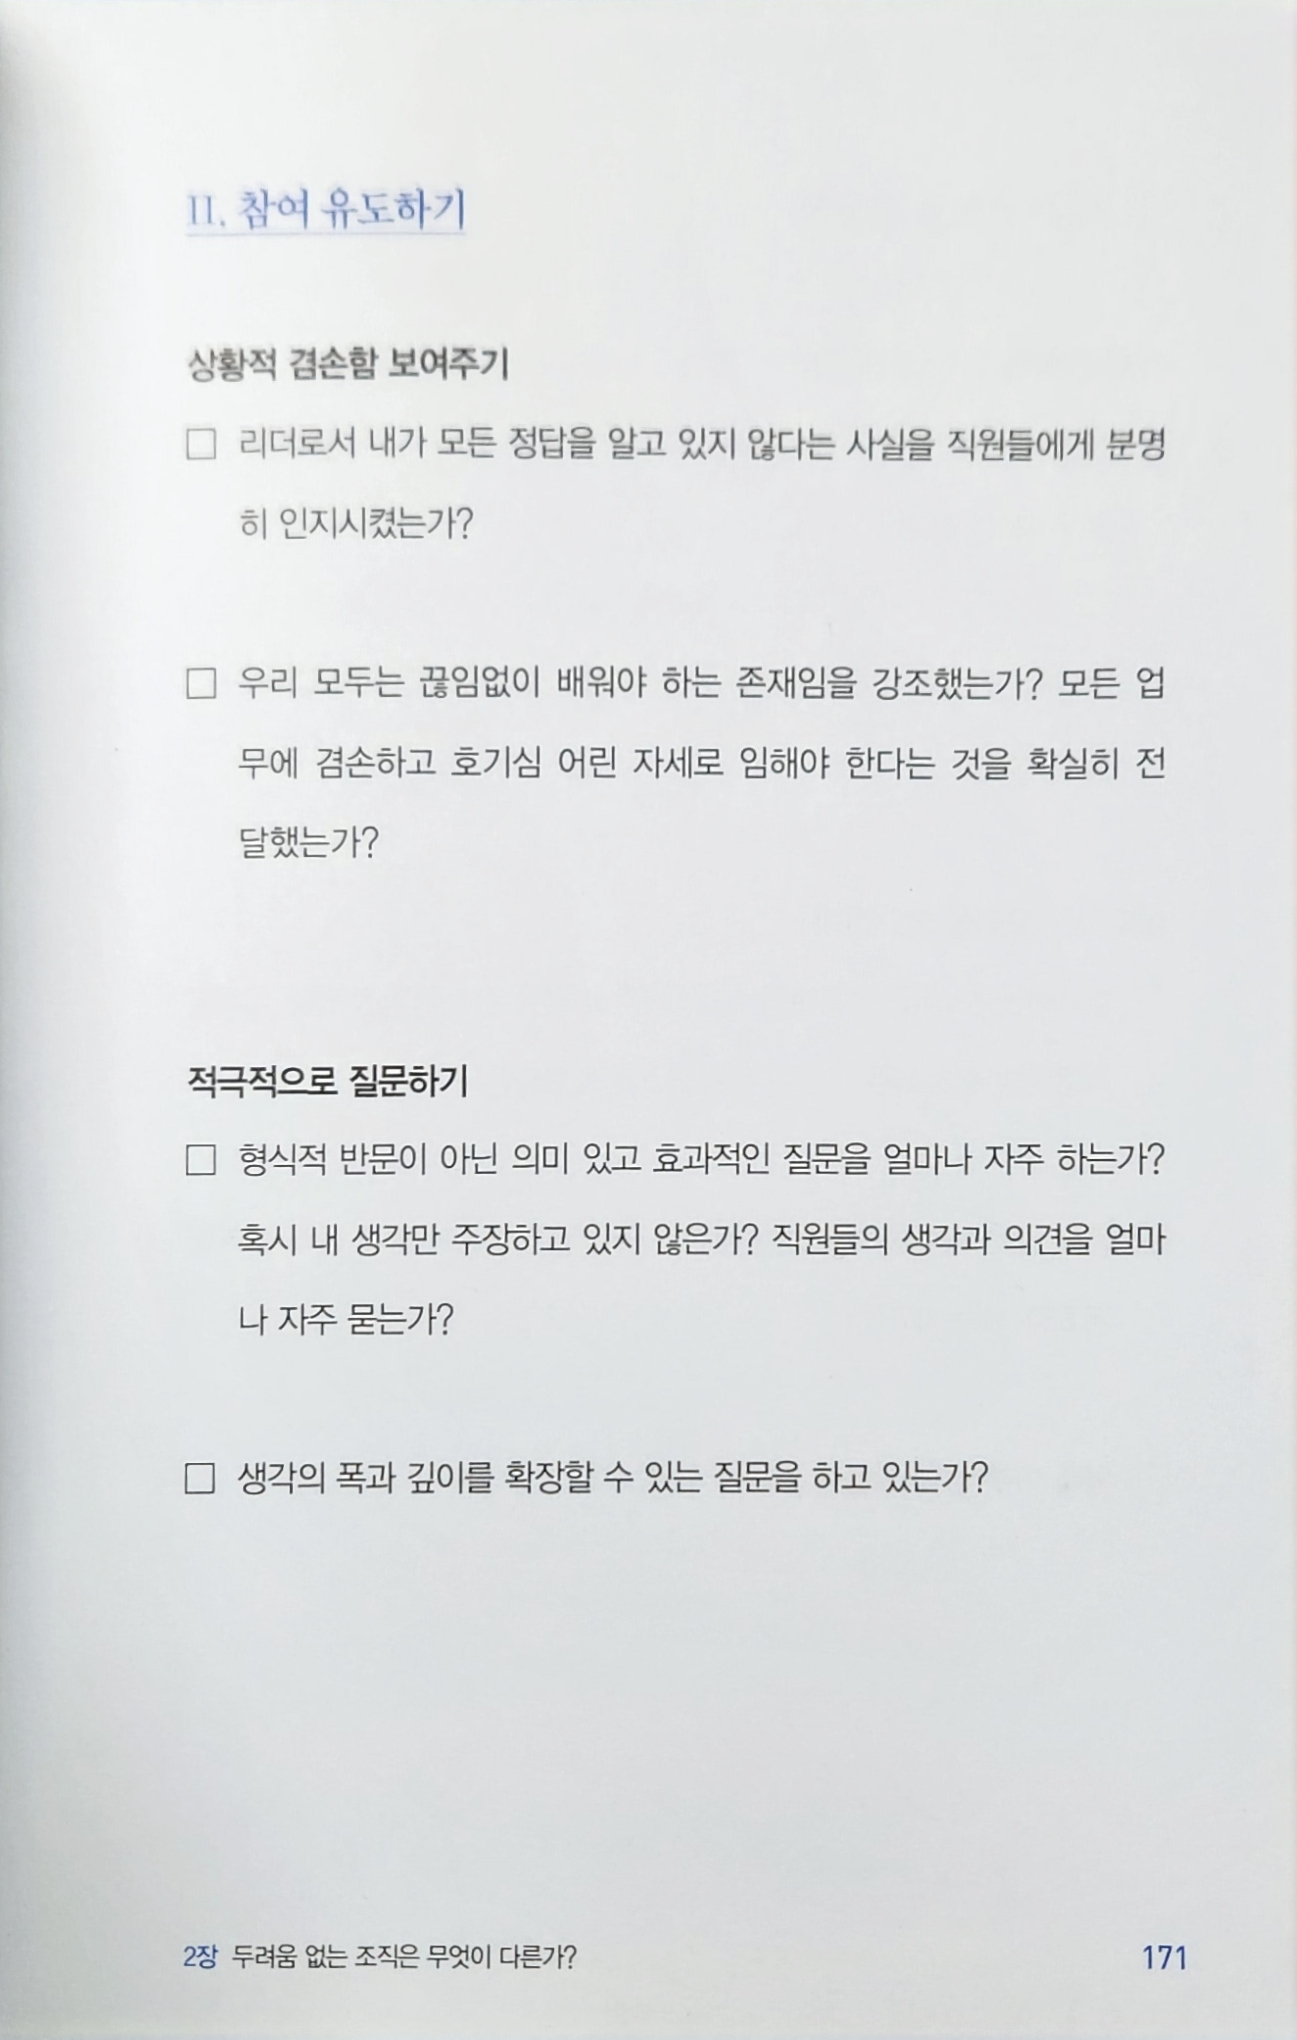 II. 참여 유도하기
상황적 겸손함 보여주기
□ 리더로서 내가 모든 정답을 알고 있지 않다는 사실을 직원들에게 분명
히 인지시켰는가?
□ 우리 모두는 끊임없이 배워야 하는 존재임을 강조했는가? 모든 업
무에 겸손하고 호기심 어린 자세로 임해야 한다는 것을 확실히 전
달했는가?
적극적으로 질문하기
□ 형식적 반문이 아닌 의미 있고 효과적인 질문을 얼마나 자주 하는가?
혹시 내 생각만 주장하고 있지 않은가? 직원들의 생각과 의견을 얼마
나 자주 묻는가?
□ 생각의 폭과 깊이를 확장할 수 있는 질문을 하고 있는가?
2장 두려움 없는 조직은 무엇이 다른가? 171